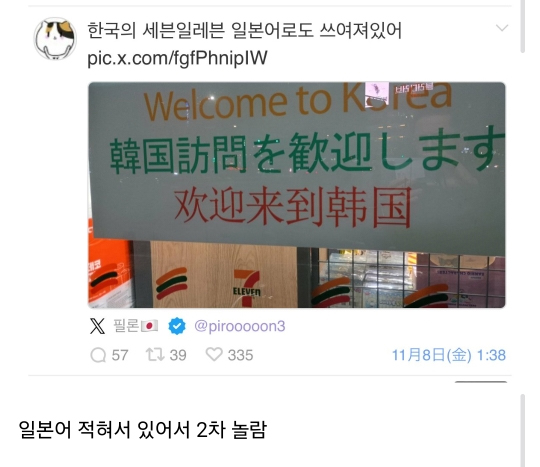 한국의 세븐일레븐 일본어로도 쓰여져있어
pic.x.com/fgfPhnipIW
Welcome to Korea
韓国訪問を歓迎します
欢迎来到韩国
7
ELEVEn
필론🇯🇵 @pirooooon3
57 39 335 11月8日(金) 1:38
일본어 적혀서 있어서 2차 놀람